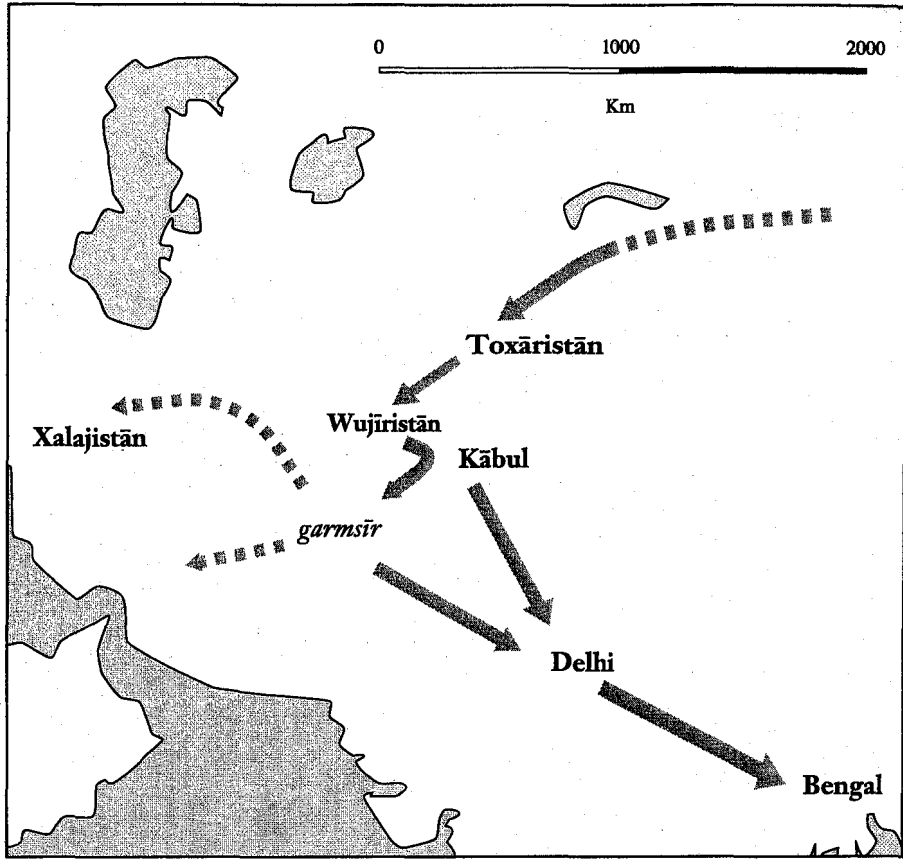 0 1000 2000
Km
Toxāristān
Wujīristān
Xalajistān
Kābul
garmsīr
Delhi
Bengal